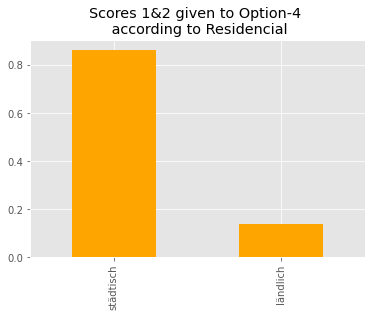 Scores 1&2 given to Option-4
according to Residencial
0.8
0.6
0.4
0.2
0.0
städtisch
ländlich